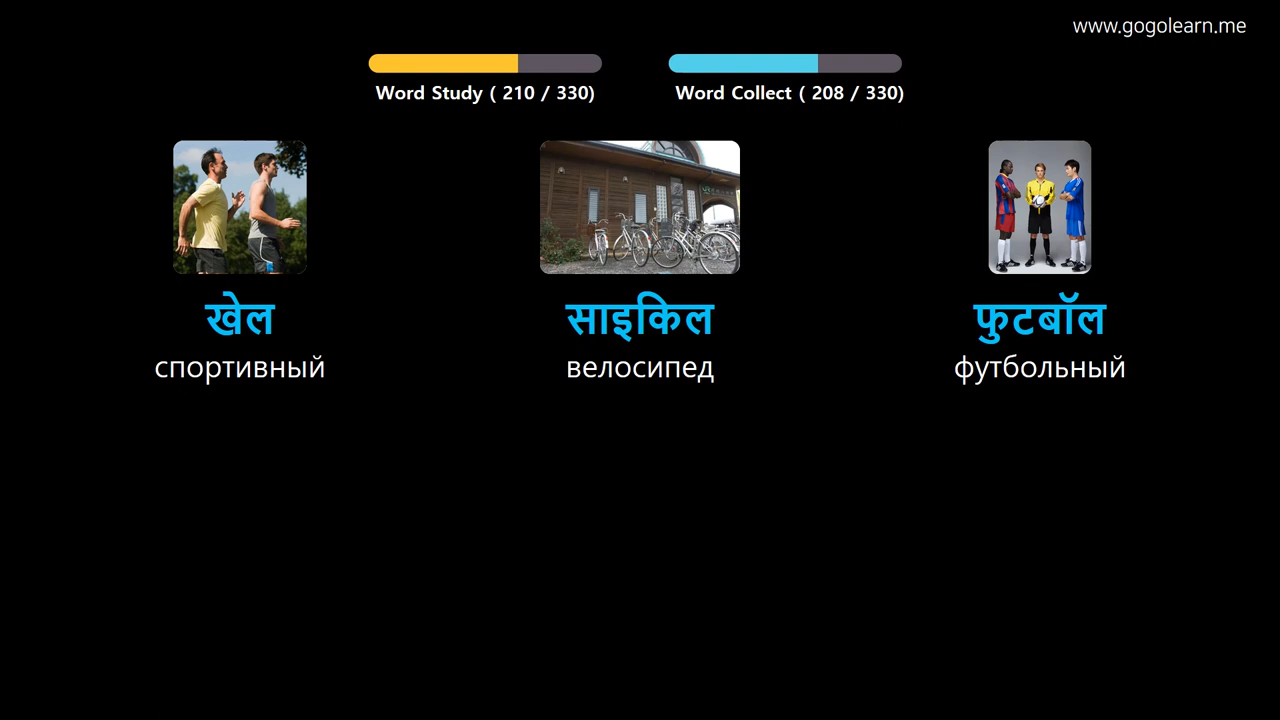 www.gogolearn.me
Word Study ( 210 / 330)
Word Collect ( 208 / 330)
खेल
साइकिल
फुटबॉल
спортивный
велосипед
футбольный